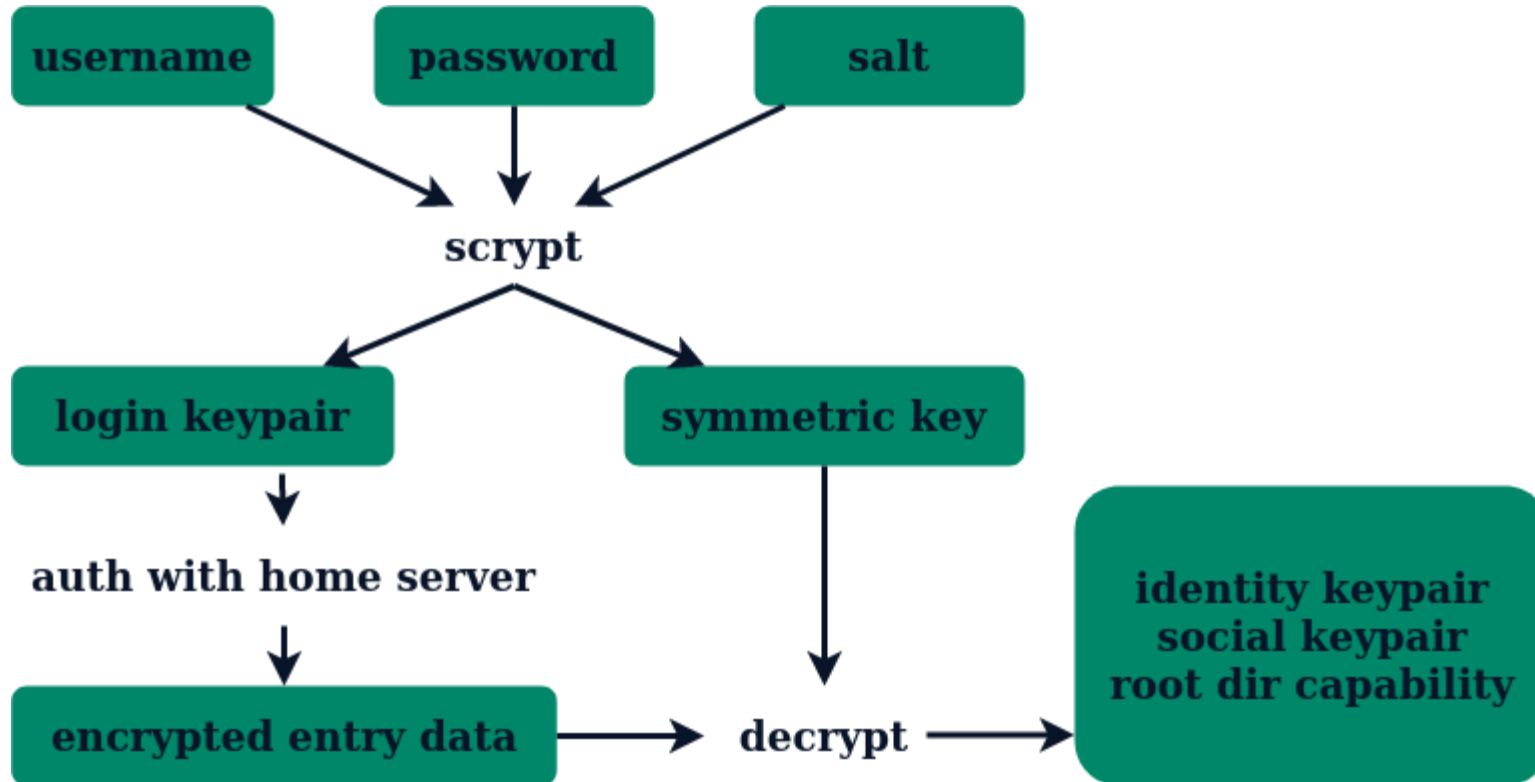 username
password
salt
scrypt
login keypair
symmetric key
auth with home server
identity keypair
social keypair
root dir capability
encrypted entry data
decrypt